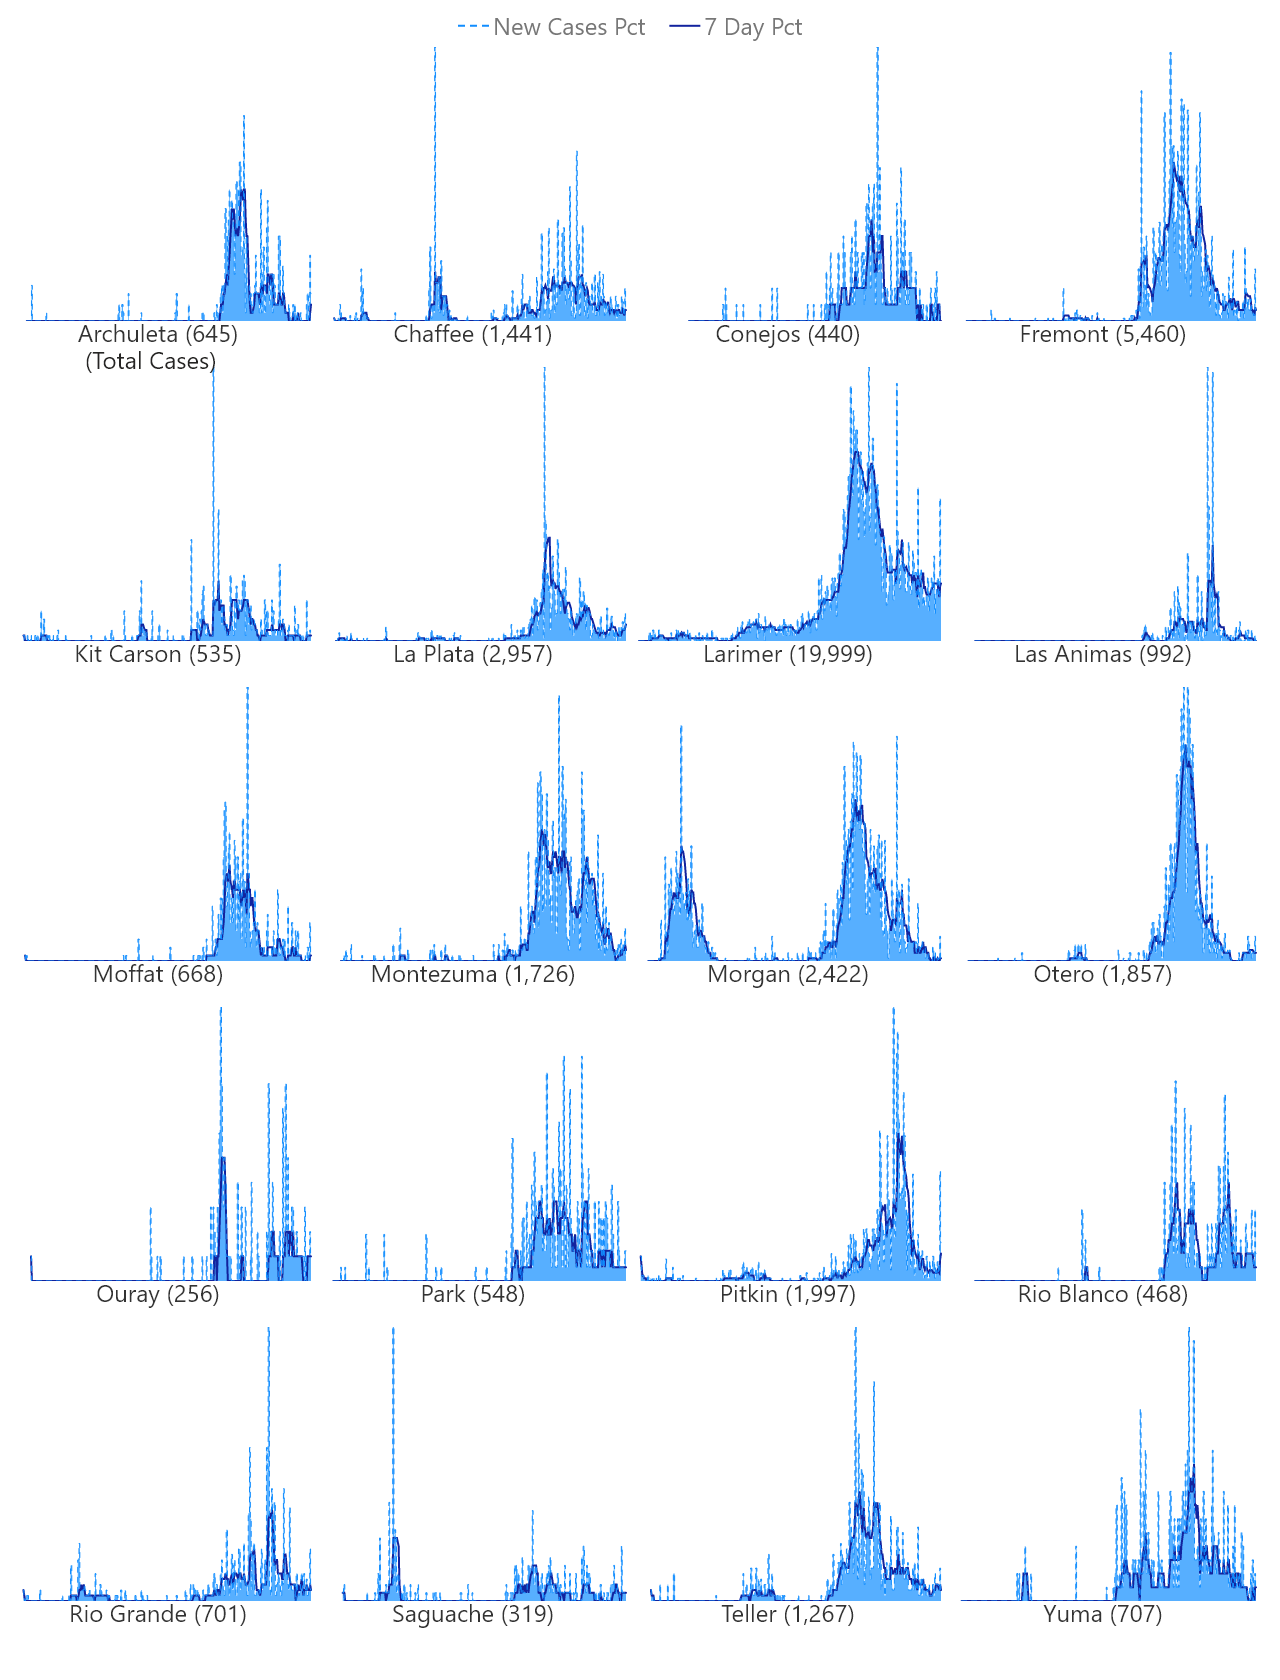 New Cases Pct 7 Day Pct
Archuleta (645) Chaffee (1,441) Conejos (440) Fremont (5,460)
(Total Cases)
Kit Carson (535) La Plata (2,957) Larimer (19,999) Las Animas (992)
Moffat (668) Montezuma (1,726) Morgan (2,422) Otero (1,857)
Ouray (256) Park (548) Pitkin (1,997) Rio Blanco (468)
Rio Grande (701) Saguache (319) Teller (1,267) Yuma (707)